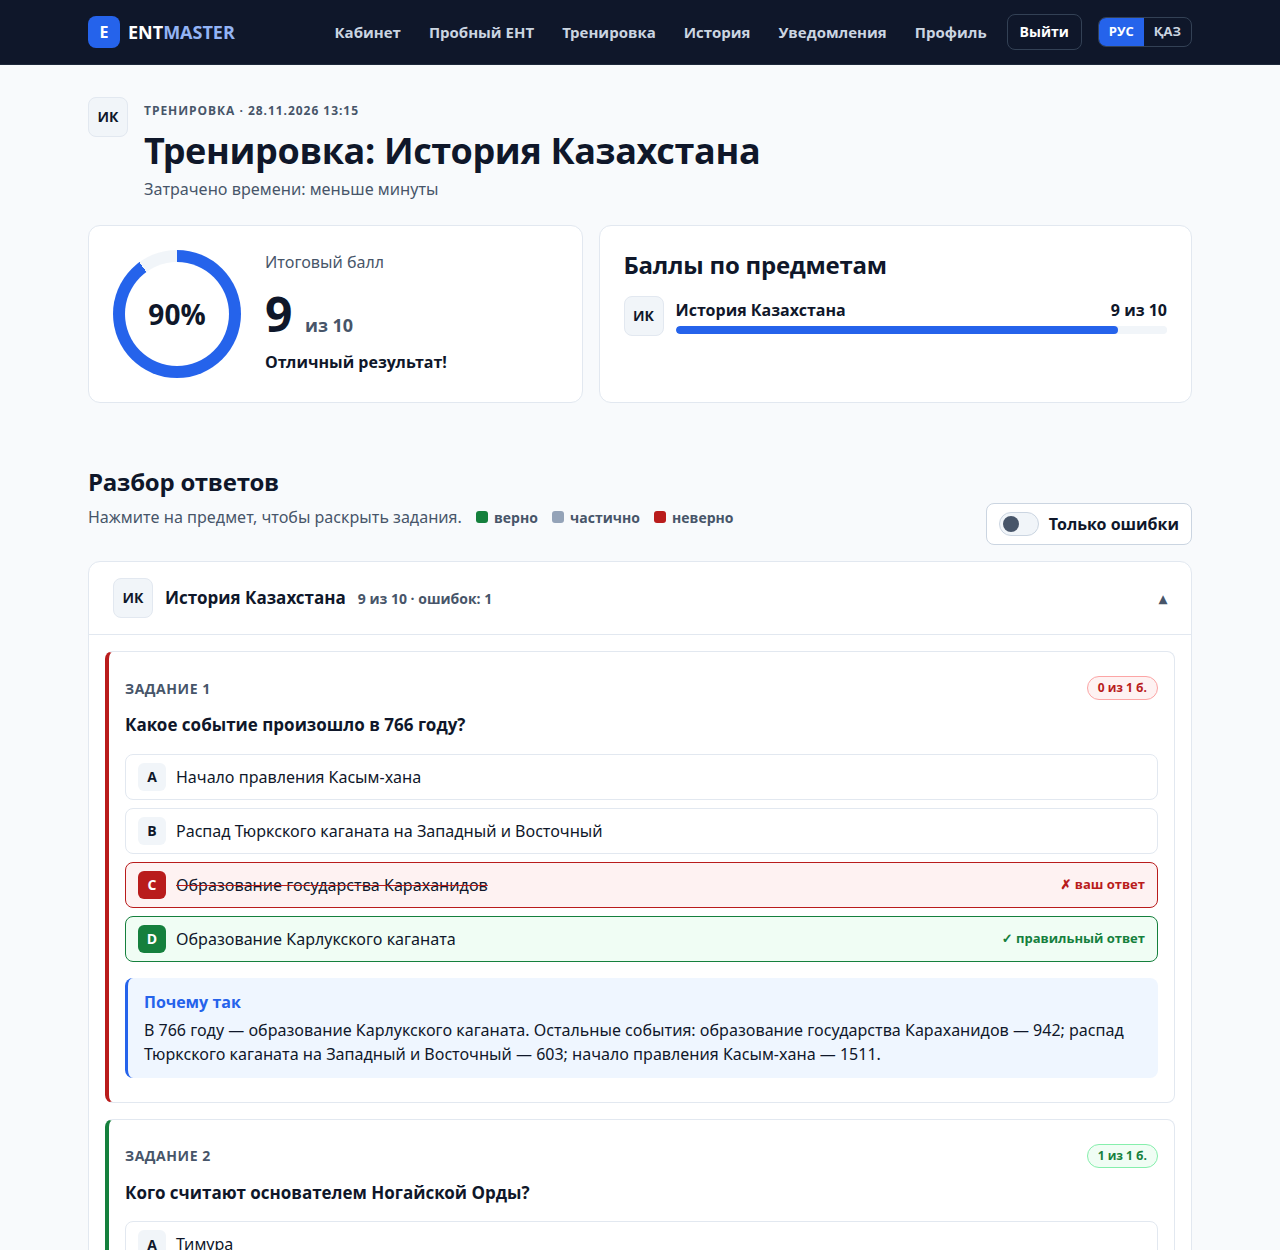 E ENTMASTER Кабинет Пробный ЕНТ Тренировка История Уведомления Профиль Выйти РУС ҚАЗ
ИК ТРЕНИРОВКА · 28.11.2026 13:15
Тренировка: История Казахстана
Затрачено времени: меньше минуты
90%
Итоговый балл
9 из 10
Отличный результат!
Баллы по предметам
ИК История Казахстана 9 из 10
Разбор ответов
Нажмите на предмет, чтобы раскрыть задания. верно частично неверно
Только ошибки
ИК История Казахстана 9 из 10 · ошибок: 1 ▲
ЗАДАНИЕ 1 0 из 1 б.
Какое событие произошло в 766 году?
A Начало правления Касым-хана
B Распад Тюркского каганата на Западный и Восточный
C Образование государства Караханидов ✗ ваш ответ
D Образование Карлукского каганата ✓ правильный ответ
Почему так
В 766 году — образование Карлукского каганата. Остальные события: образование государства Караханидов — 942; распад
Тюркского каганата на Западный и Восточный — 603; начало правления Касым-хана — 1511.
ЗАДАНИЕ 2 1 из 1 б.
Кого считают основателем Ногайской Орды?
A Тимура